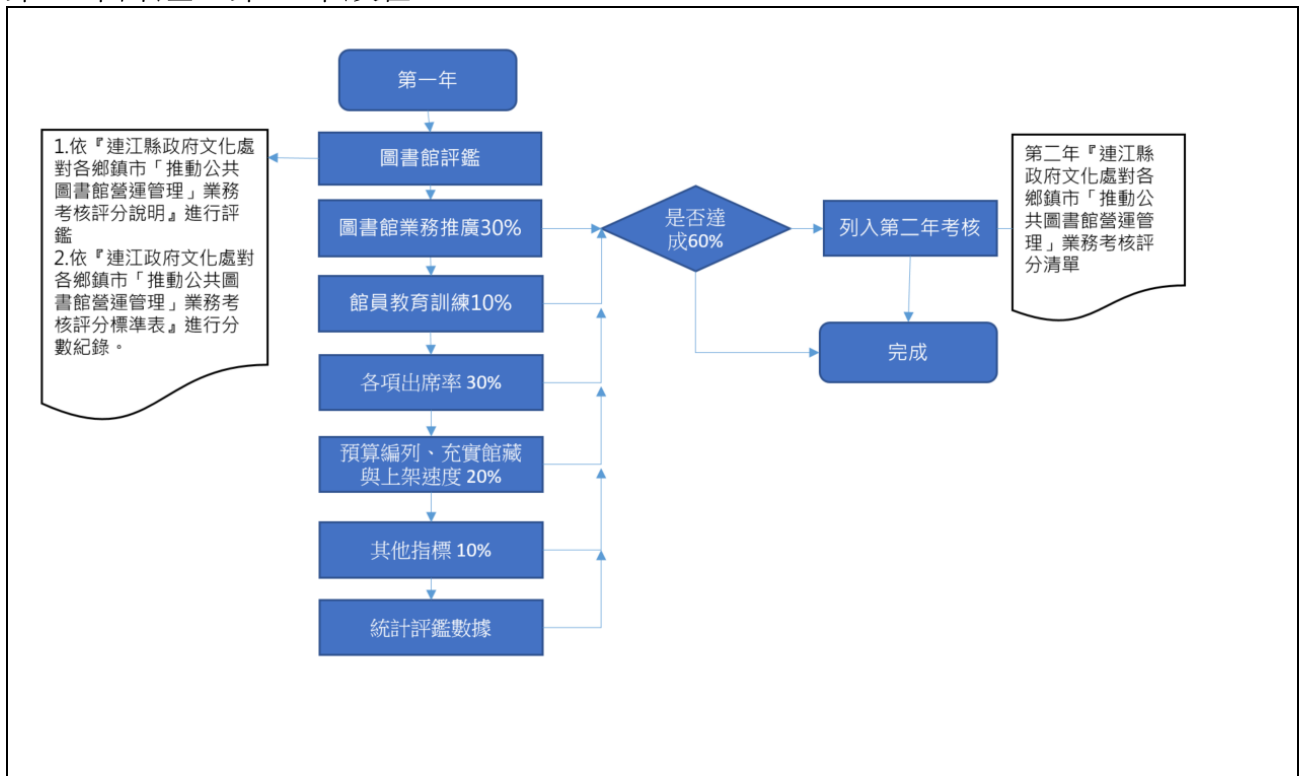 第一年
1.依『連江縣政府文化處
對各鄉鎮市「推動公共
圖書館營運管理」業務
考核評分說明』進行評
鑑
2.依『連江政府文化處對
各鄉鎮市「推動公共圖
書館營運管理」業務考
核評分標準表』進行分
數紀錄。
圖書館評鑑
圖書館業務推廣30%
館員教育訓練10%
各項出席率 30%
預算編列、充實館藏
與上架速度 20%
其他指標 10%
統計評鑑數據
是否達
成60%
列入第二年考核
完成
第二年『連江縣
政府文化處對各
鄉鎮市「推動公
共圖書館營運管
理」業務考核評
分清單